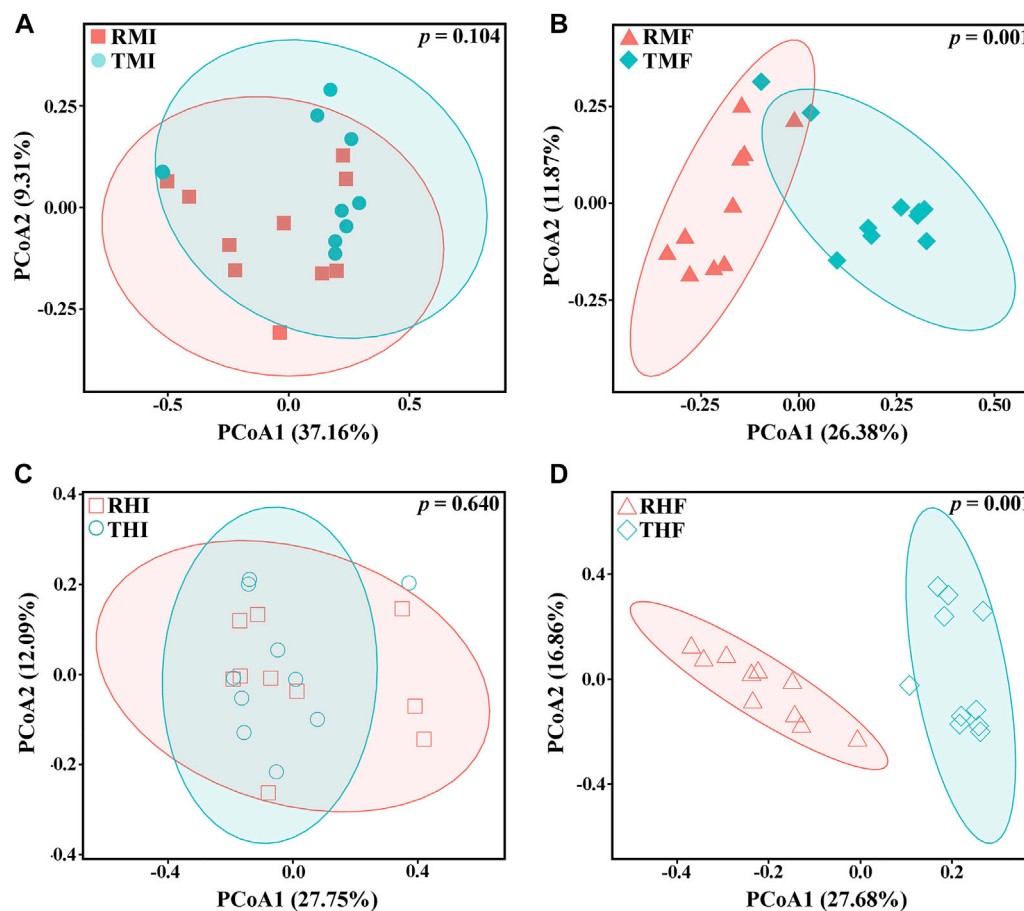 A
RMI
TMI
p = 0.104
0.25
0.00
-0.25
PCoA2 (9.31%)
-0.5
0.0
0.5
PCoA1 (37.16%)
B
RMF
TMF
p = 0.001
0.25
0.00
-0.25
PCoA2 (11.87%)
-0.25
0.00
0.25
0.50
PCoA1 (26.38%)
C
RHI
THI
p = 0.640
0.4
0.2
0.0
-0.2
-0.4
PCoA2 (12.09%)
-0.4
0.0
0.4
PCoA1 (27.75%)
D
RHF
THF
p = 0.001
0.4
0.0
-0.4
PCoA2 (16.86%)
-0.4
-0.2
0.0
0.2
PCoA1 (27.68%)